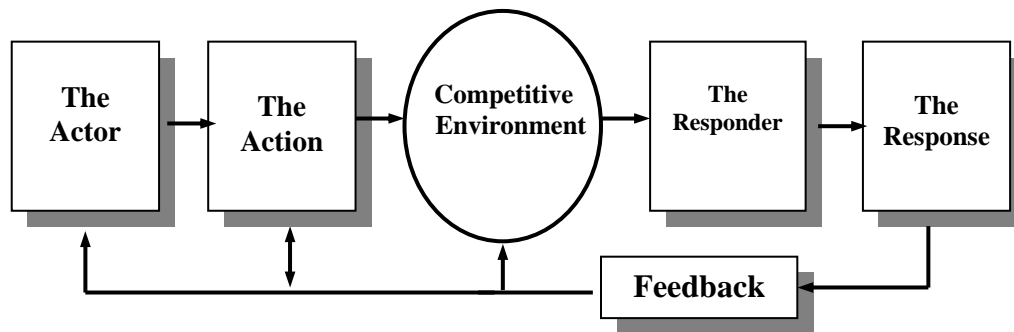 The
Actor
The
Action
Competitive
Environment
The
Responder
The
Response
Feedback